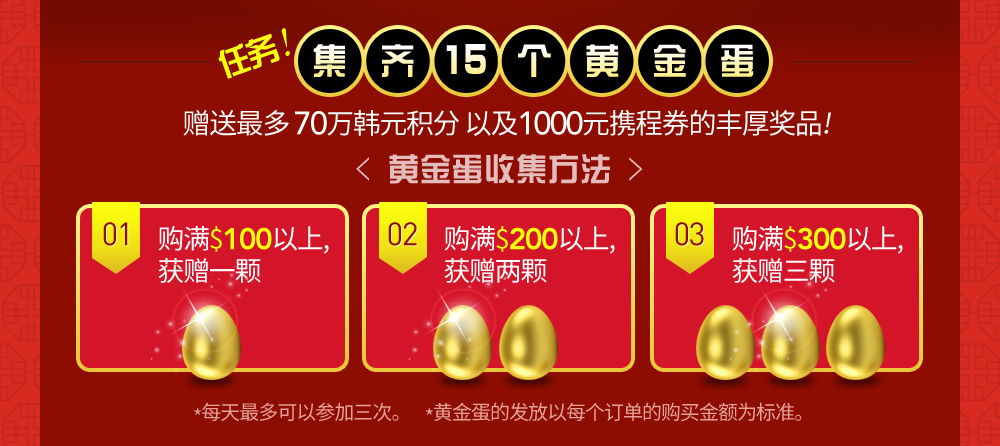 任务! 集齐15个黄金蛋
赠送最多 70万韩元积分 以及1000元携程券的丰厚奖品!
< 黄金蛋收集方法 >
01
购满$100以上,
获赠一颗
02
购满$200以上,
获赠两颗
03
购满$300以上,
获赠三颗
*每天最多可以参加三次。 *黄金蛋的发放以每个订单的购买金额为标准。